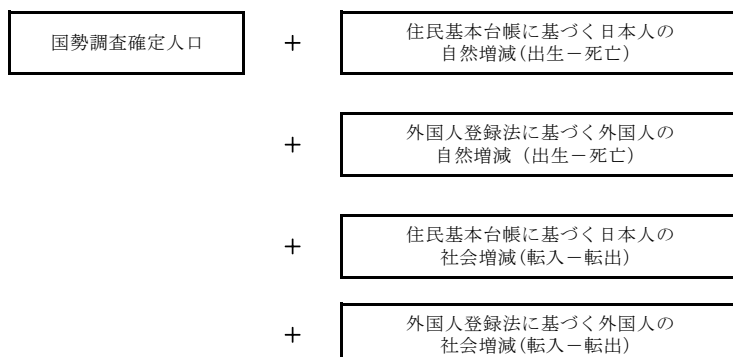 国勢調査確定人口
+
住民基本台帳に基づく日本人の
自然増減(出生－死亡)
+
外国人登録法に基づく外国人の
自然増減（出生－死亡）
+
住民基本台帳に基づく日本人の
社会増減(転入－転出)
+
外国人登録法に基づく外国人の
社会増減(転入－転出)